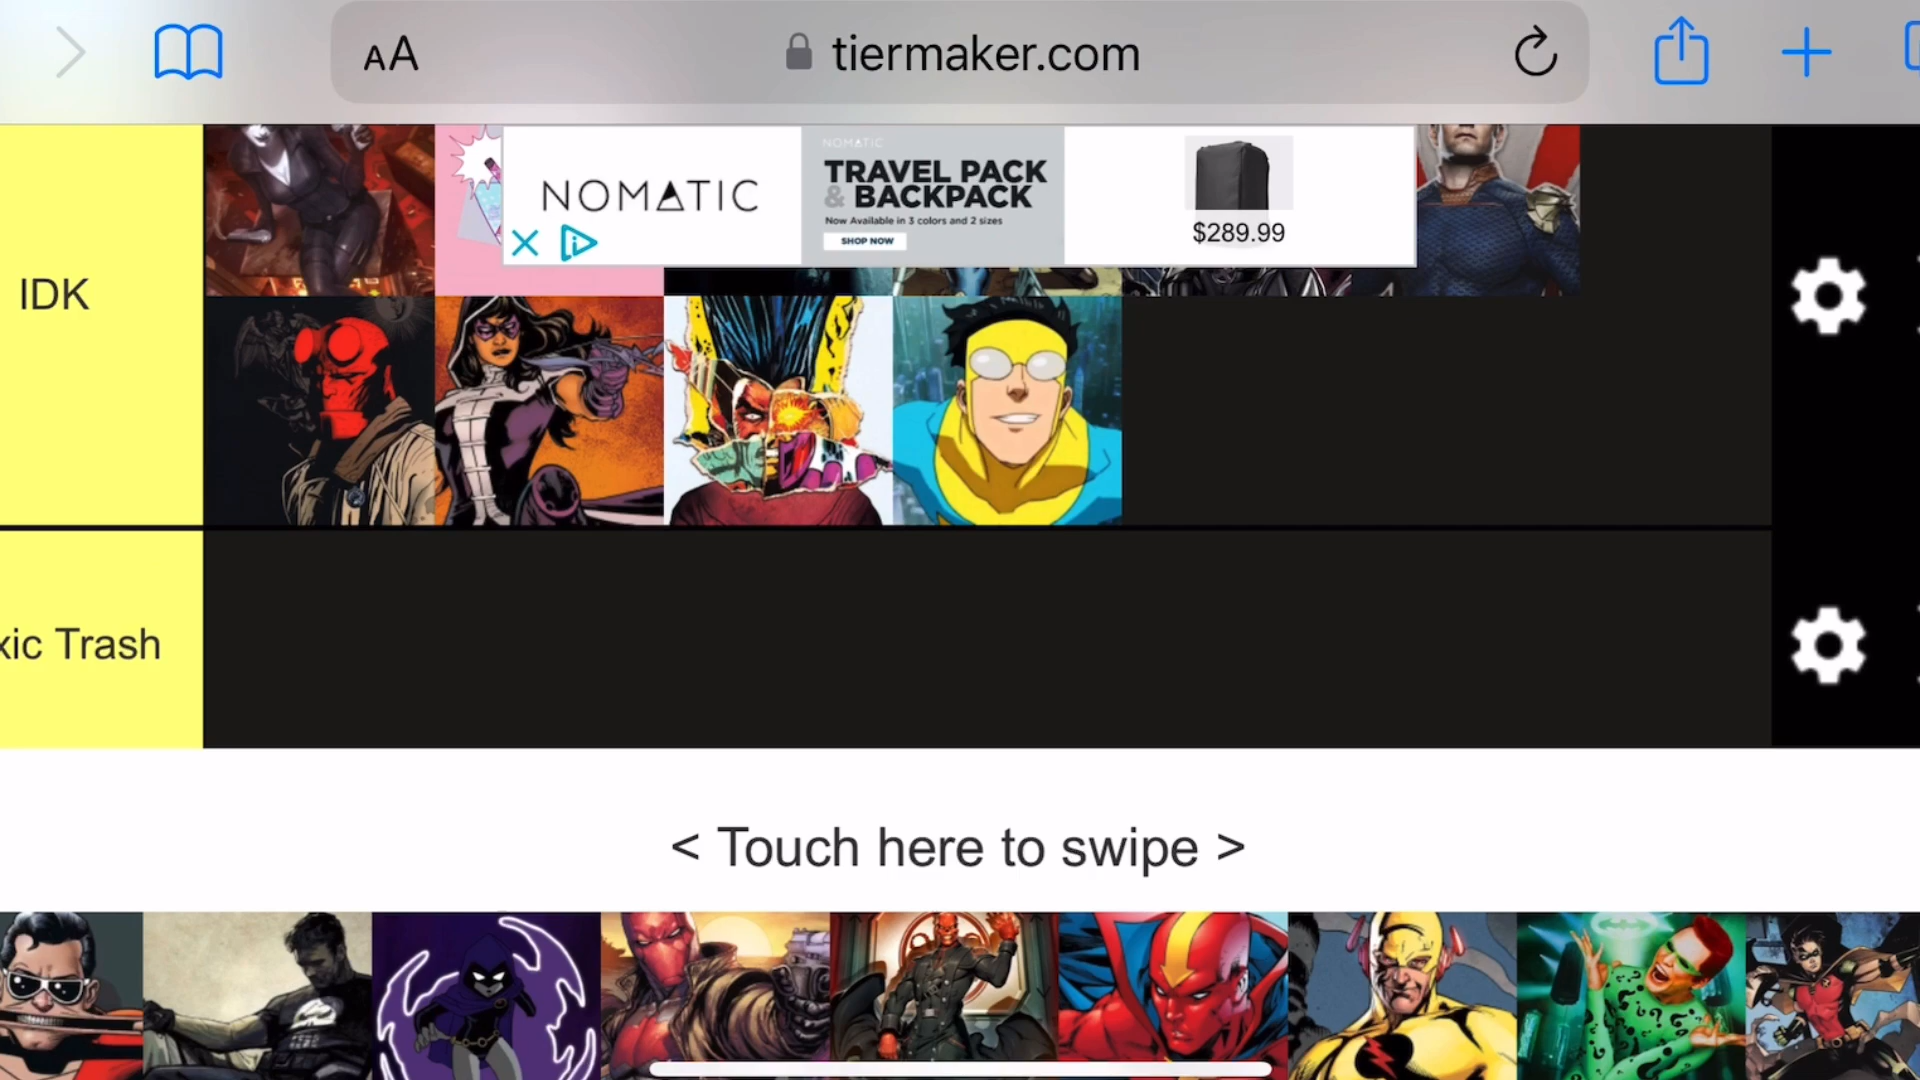 AA
tiermaker.com
IDK
NOMATIC
NOMATIC
TRAVEL PACK
& BACKPACK
Now Available in 3 colors and 2 sizes
SHOP NOW
$289.99
xic Trash
< Touch here to swipe >